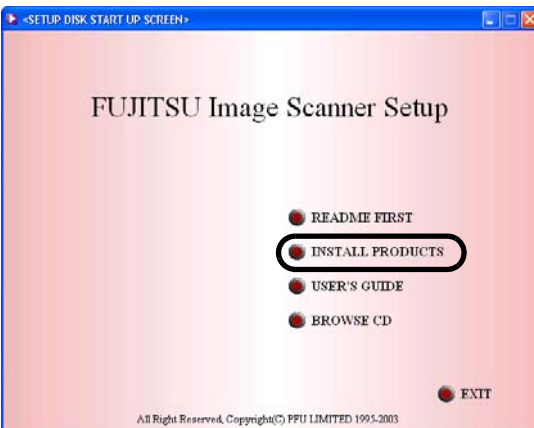 <SETUP DISK START UP SCREEN>
FUJITSU Image Scanner Setup
README FIRST
INSTALL PRODUCTS
USER'S GUIDE
BROWSE CD
EXIT
All Right Reserved, Copyright(C) PFU LIMITED 1995-2003